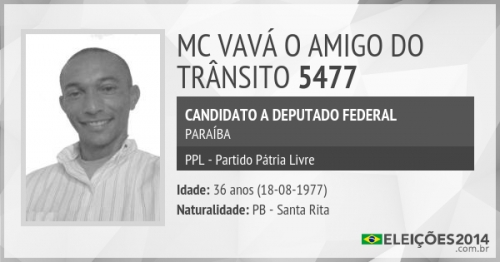 MC VAVÁ O AMIGO DO
TRÂNSITO 5477
CANDIDATO A DEPUTADO FEDERAL
PARAÍBA
PPL - Partido Pátria Livre
Idade: 36 anos (18-08-1977)
Naturalidade: PB - Santa Rita
ELEIÇÕES2014
.com.br